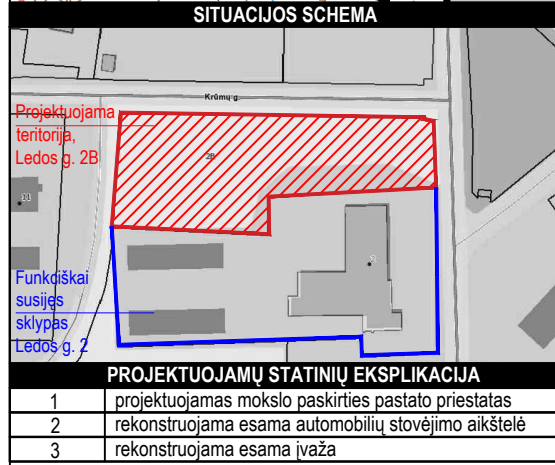 SITUACIJOS SCHEMA
Krūmų g.
Projektuojama
teritorija,
Ledos g. 2B
2B
11
2
Funkciškai
susijęs
sklypas
Ledos g. 2
PROJEKTUOJAMŲ STATINIŲ EKSPLIKACIJA
1 projektuojamas mokslo paskirties pastato priestatas
2 rekonstruojama esama automobilių stovėjimo aikštelė
3 rekonstruojama esama įvaža